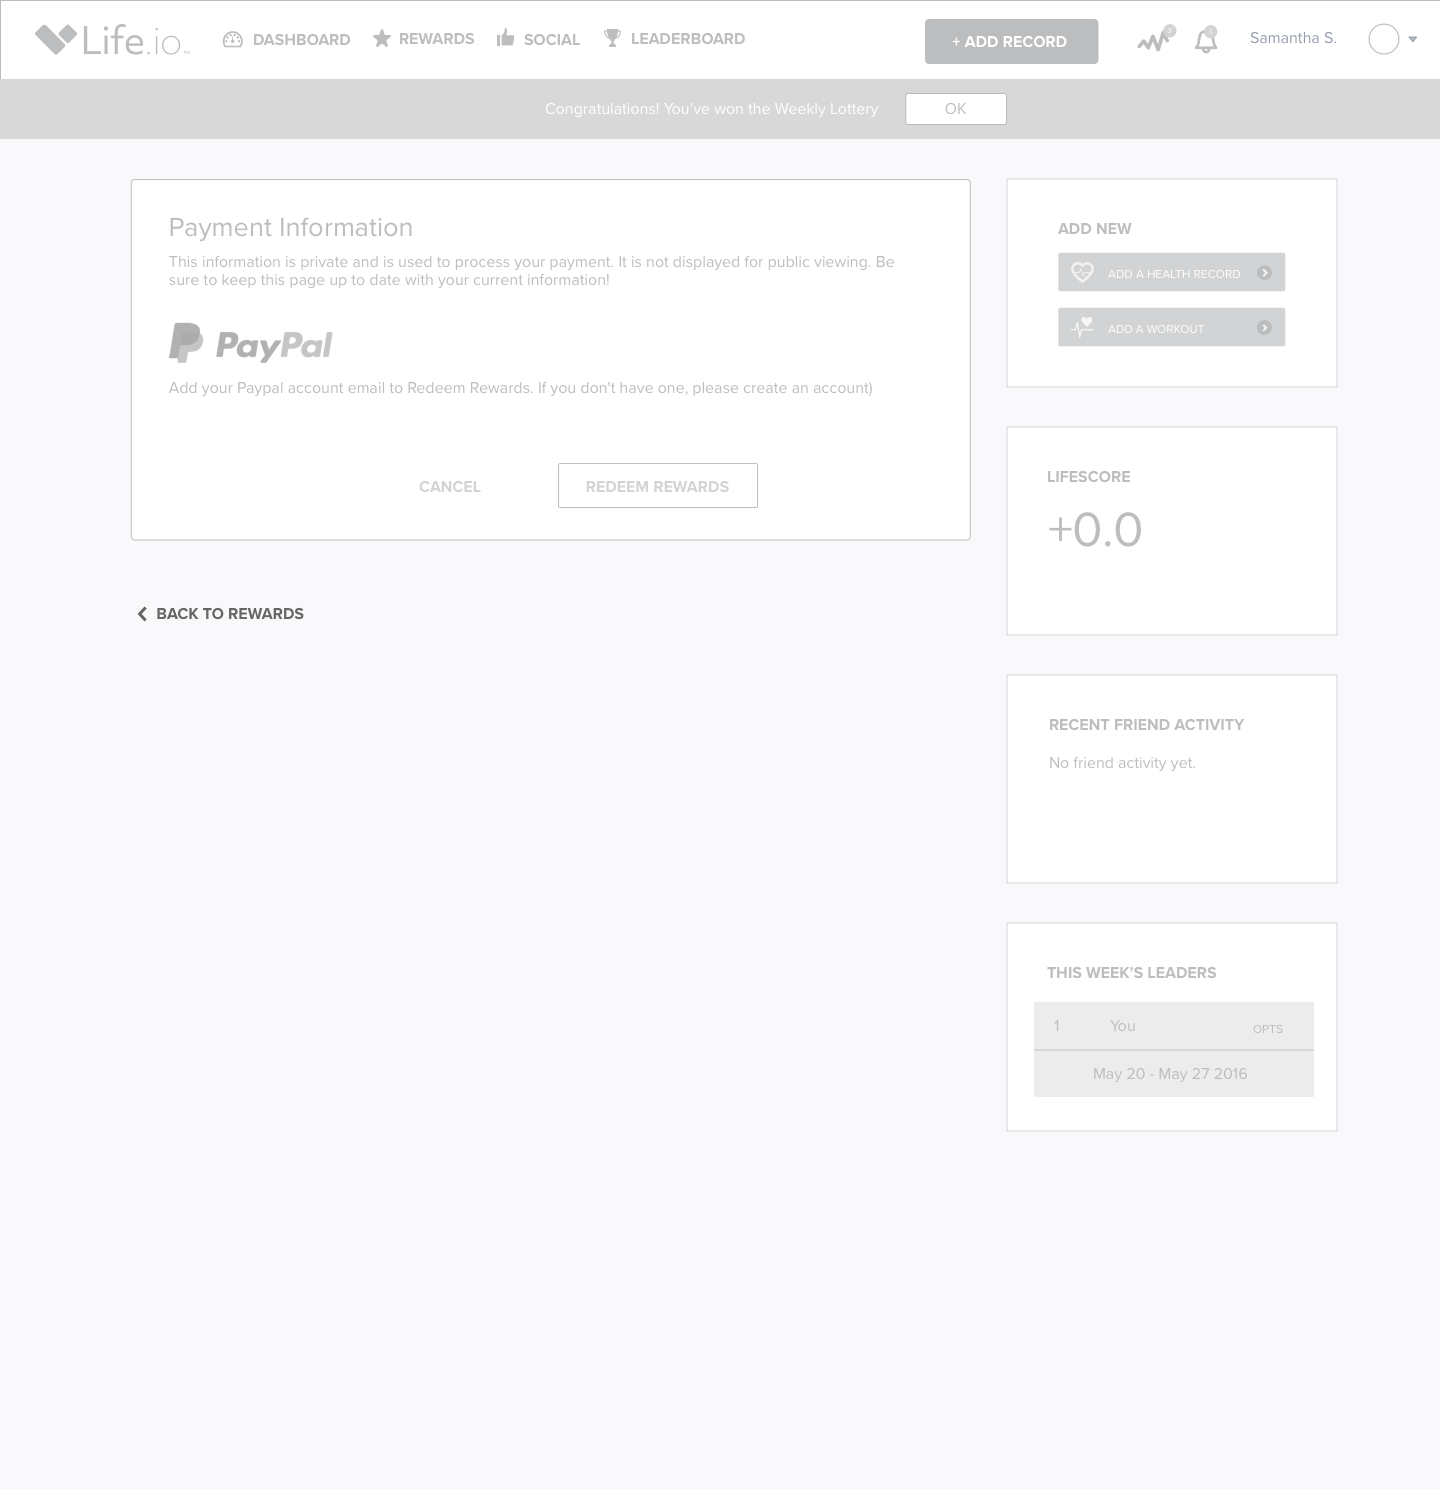 Life.io
DASHBOARD
REWARDS
SOCIAL
LEADERBOARD
+ ADD RECORD
Samantha S.
Congratulations! You've won the Weekly Lottery
OK
Payment Information
This information is private and is used to process your payment. It is not displayed for public viewing. Be
sure to keep this page up to date with your current information!
PayPal
Add your Paypal account email to Redeem Rewards. If you don't have one, please create an account)
CANCEL
REDEEM REWARDS
BACK TO REWARDS
ADD NEW
ADD A HEALTH RECORD
ADD A WORKOUT
LIFESCORE
+0.0
RECENT FRIEND ACTIVITY
No friend activity yet.
THIS WEEK'S LEADERS
1 You OPTS
May 20 - May 27 2016